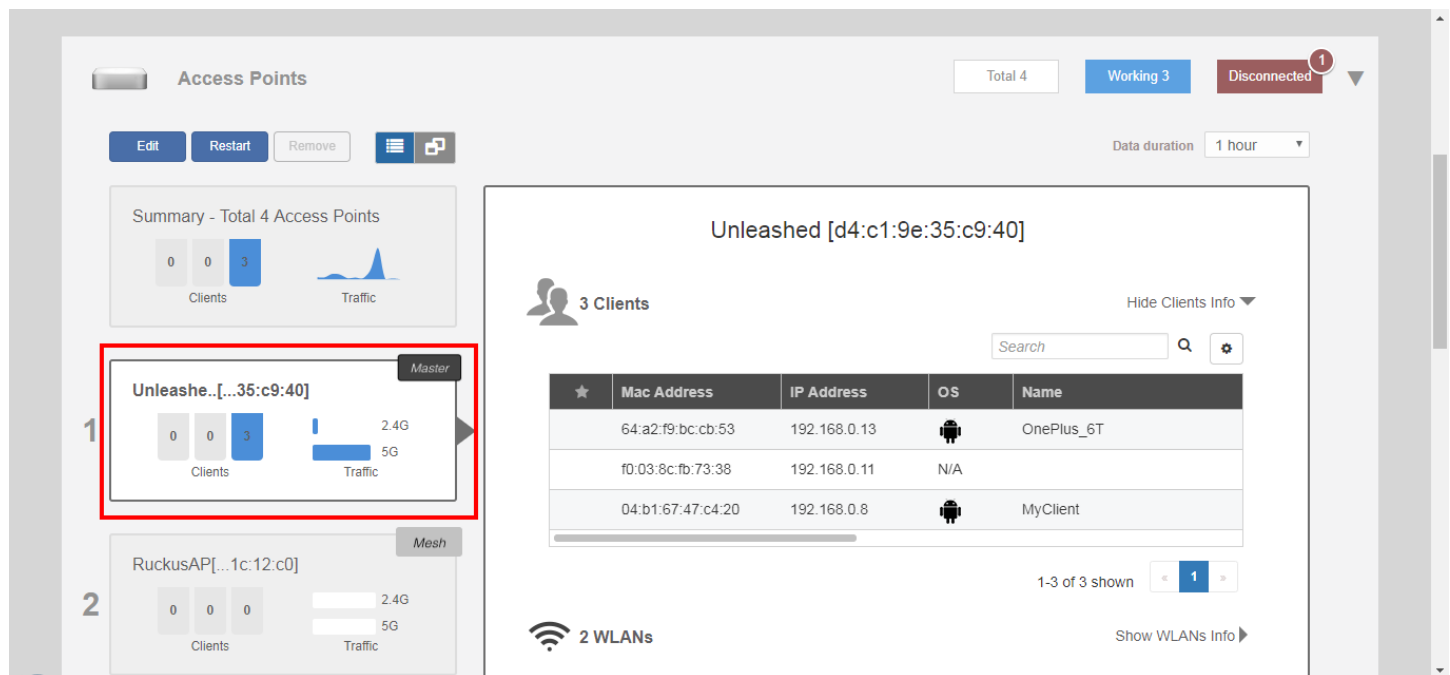 Access Points
Total 4
Working 3
Disconnected
1
Edit
Restart
Remove
Data duration
1 hour
Summary - Total 4 Access Points
0 0 3
Clients
Traffic
1
Master
Unleashe..[...35:c9:40]
0 0 3
2.4G
5G
Clients
Traffic
2
Mesh
RuckusAP[...1c:12:c0]
0 0 0
2.4G
5G
Clients
Traffic
Unleashed [d4:c1:9e:35:c9:40]
3 Clients
Hide Clients Info
Search
Mac Address IP Address OS Name
64:a2:f9:bc:cb:53 192.168.0.13 OnePlus_6T
f0:03:8c:fb:73:38 192.168.0.11 N/A
04:b1:67:47:c4:20 192.168.0.8 MyClient
1-3 of 3 shown
« 1 »
2 WLANs
Show WLANs Info